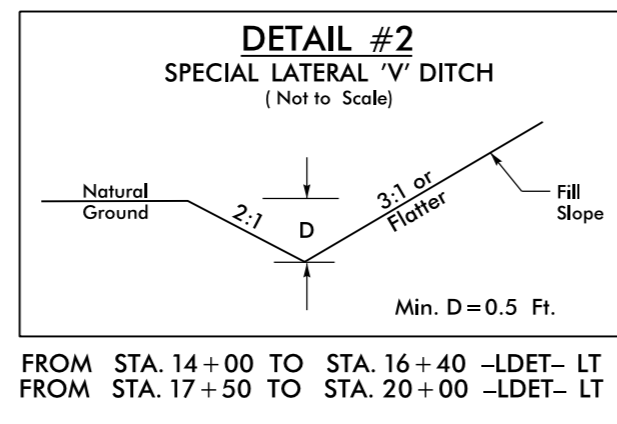 DETAIL #2
SPECIAL LATERAL 'V' DITCH
( Not to Scale)
Natural
Ground
2:1
D
3:1 or
Flatter
Fill
Slope
Min. D = 0.5 Ft.
FROM STA. 14+00 TO STA. 16+40 –LDET– LT
FROM STA. 17+50 TO STA. 20+00 –LDET– LT